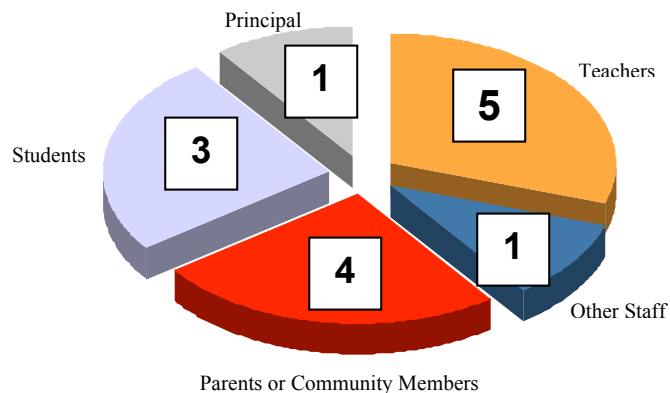 Principal
1
Teachers
5
Students
3
1
4
Other Staff
Parents or Community Members